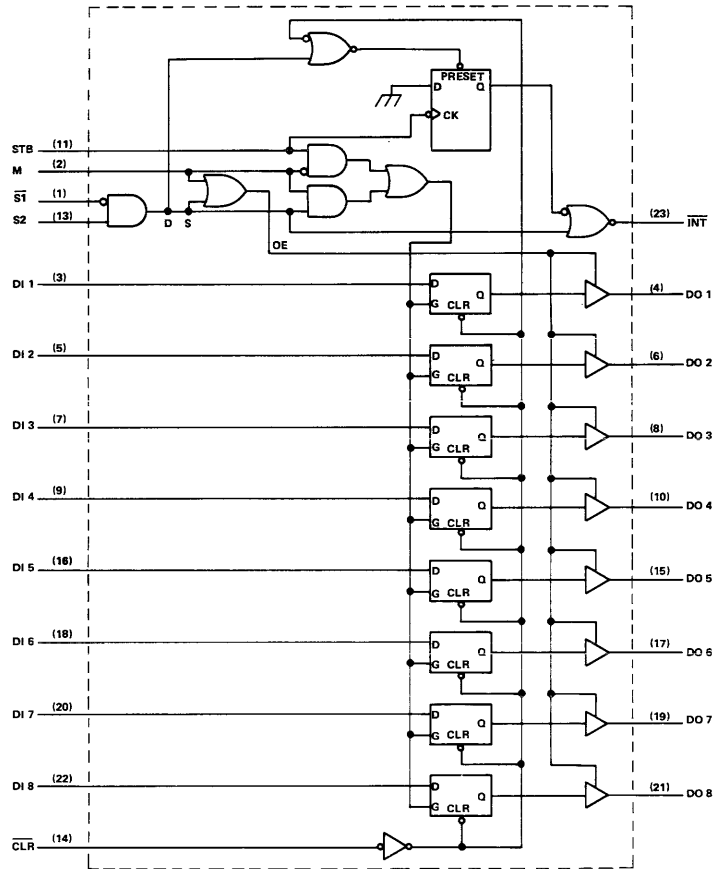 PRESET
D Q
CK
STB (11)
M (2)
S1 (1)
S2 (13)
D S
OE
(23) INT
DI 1 (3)
D Q
G CLR
(4) DO 1
DI 2 (5)
D Q
G CLR
(6) DO 2
DI 3 (7)
D Q
G CLR
(8) DO 3
DI 4 (9)
D Q
G CLR
(10) DO 4
DI 5 (16)
D Q
G CLR
(15) DO 5
DI 6 (18)
D Q
G CLR
(17) DO 6
DI 7 (20)
D Q
G CLR
(19) DO 7
DI 8 (22)
D Q
G CLR
(21) DO 8
CLR (14)